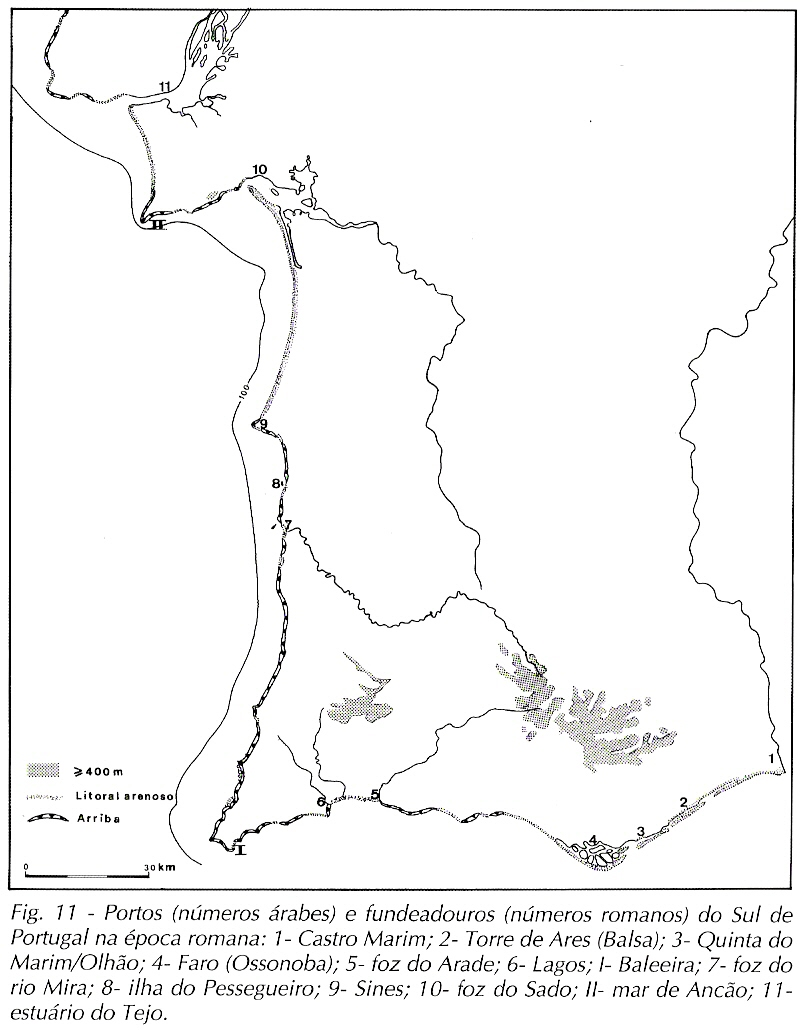 11
10
II
100
9
8
7
1
≥400 m
Litoral arenoso
Arriba
6
5
2
3
4
I
0 30 km
Fig. 11 - Portos (números árabes) e fundeadouros (números romanos) do Sul de
Portugal na época romana: 1- Castro Marim; 2- Torre de Ares (Balsa); 3- Quinta do
Marim/Olhão; 4- Faro (Ossonoba); 5- foz do Arade; 6- Lagos; I- Baleeira; 7- foz do
rio Mira; 8- ilha do Pessegueiro; 9- Sines; 10- foz do Sado; II- mar de Ancão; 11-
estuário do Tejo.